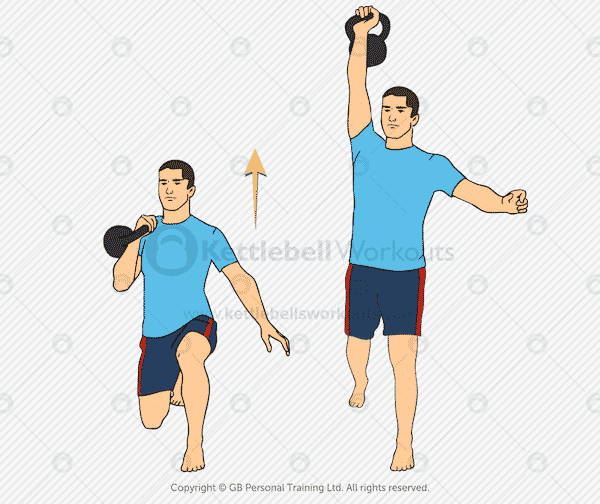 Kettlebell Workouts
www.kettlebellsworkouts.com
Copyright © GB Personal Training Ltd. All rights reserved.